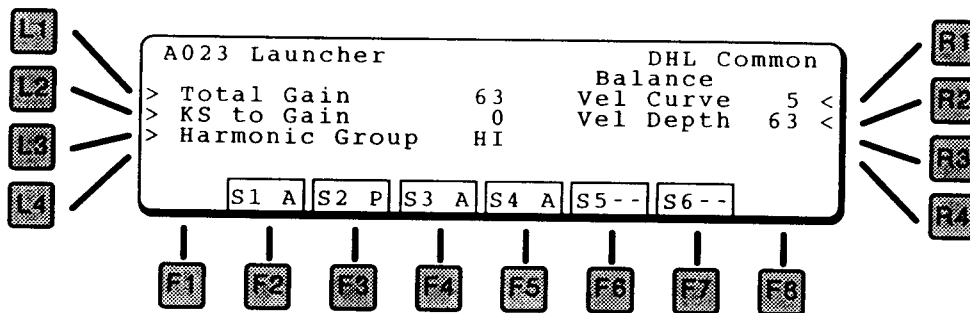 L1
L2
L3
L4
A023 Launcher DHL Common
Balance
> Total Gain 63 Vel Curve 5 <
> KS to Gain 0 Vel Depth 63 <
> Harmonic Group HI
S1 A S2 P S3 A S4 A S5-- S6--
R1
R2
R3
R4
F1 F2 F3 F4 F5 F6 F7 F8